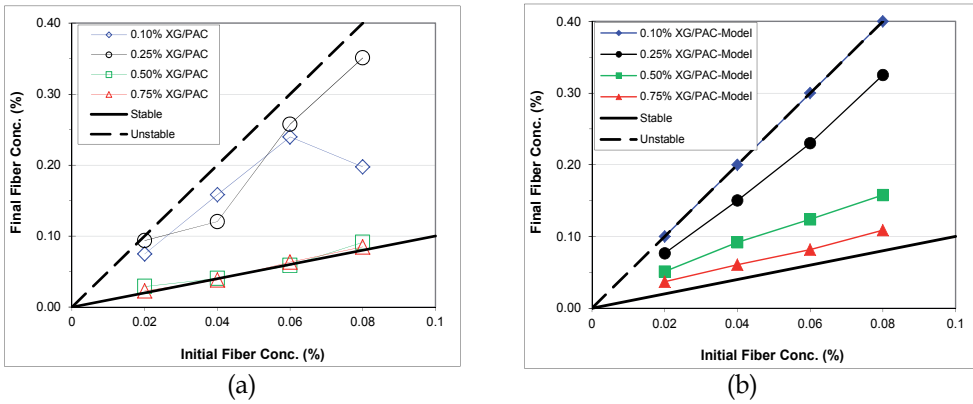 0.40
0.30
0.20
0.10
0.00
Final Fiber Conc. (%)
0.10% XG/PAC
0.25% XG/PAC
0.50% XG/PAC
0.75% XG/PAC
Stable
Unstable
0
0.02
0.04
0.06
0.08
0.1
Initial Fiber Conc. (%)
(a)
0.40
0.30
0.20
0.10
0.00
Final Fiber Conc. (%)
0.10% XG/PAC-Model
0.25% XG/PAC-Model
0.50% XG/PAC-Model
0.75% XG/PAC-Model
Stable
Unstable
0
0.02
0.04
0.06
0.08
0.1
Initial Fiber Conc. (%)
(b)